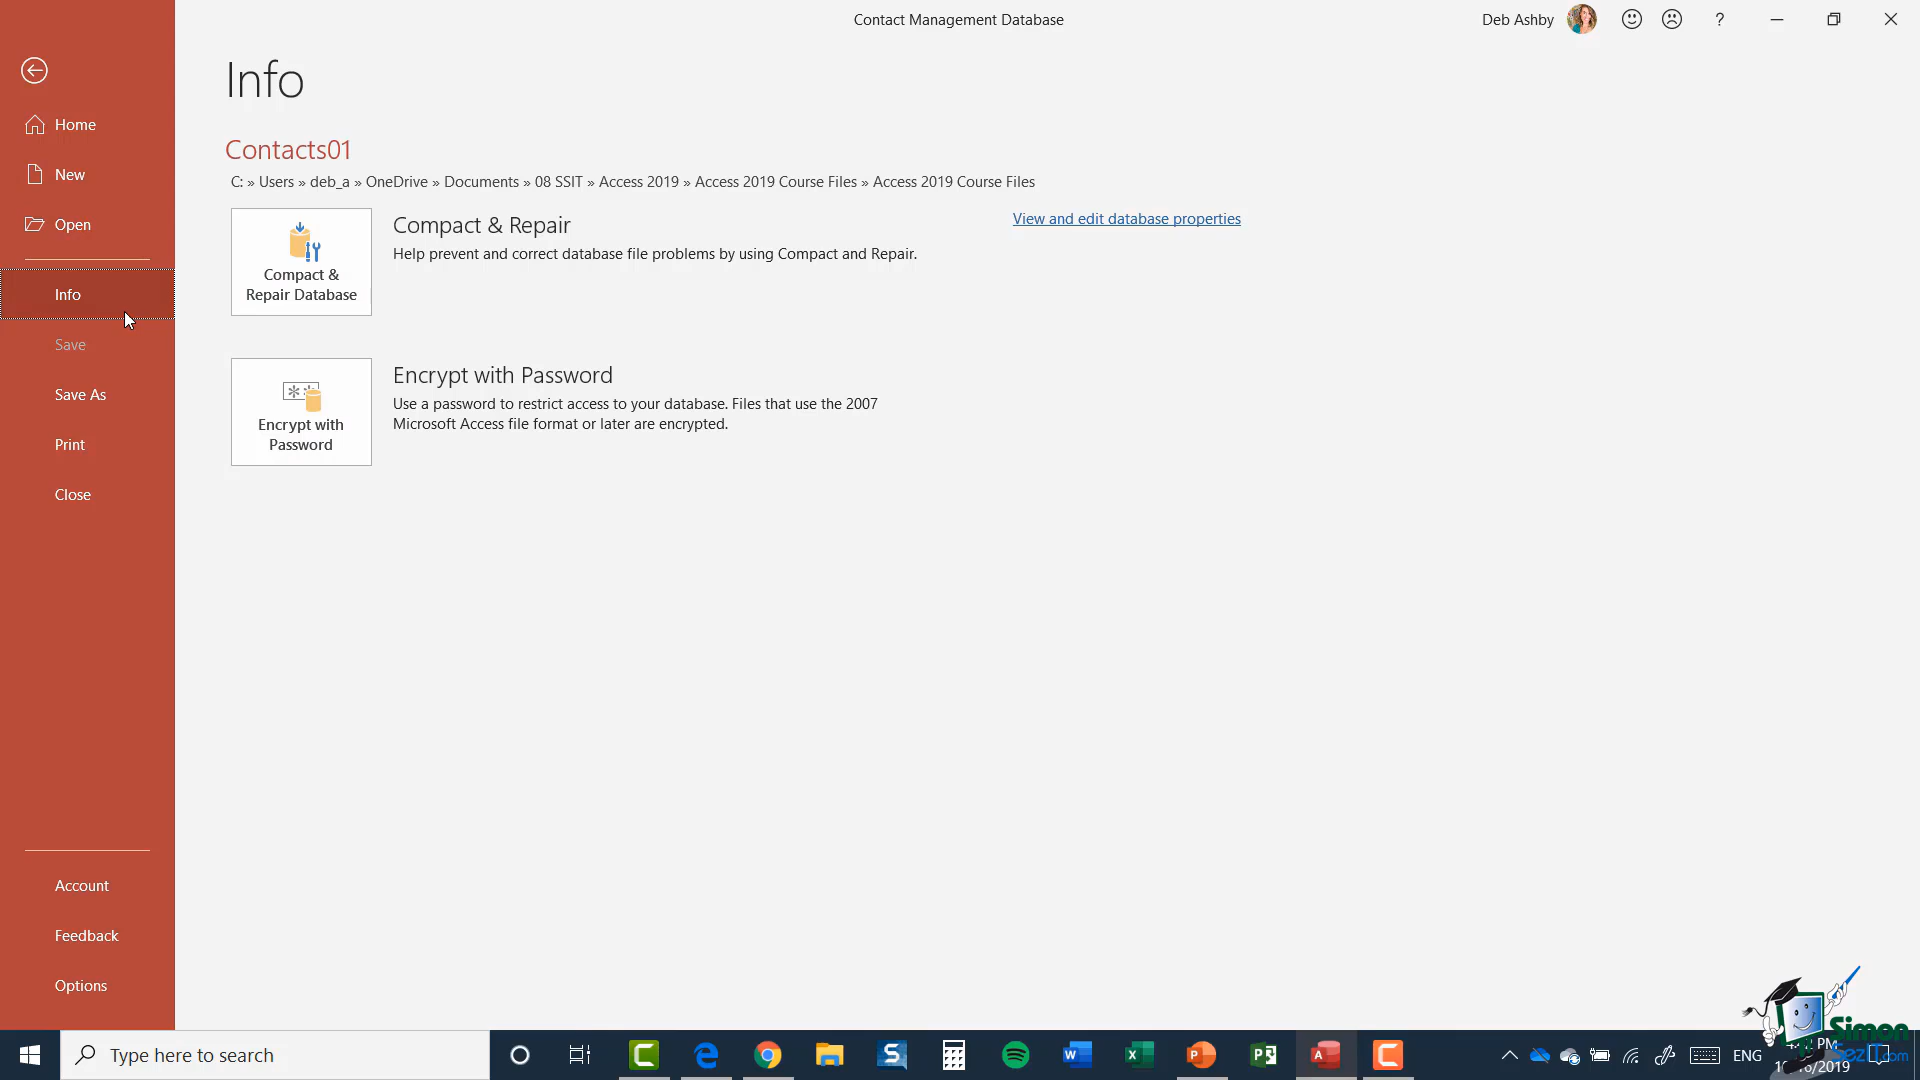 Contact Management Database
Deb Ashby
?
Info
Home
New
Open
Info
Save
Save As
Print
Close
Account
Feedback
Options
Contacts01
C: » Users » deb_a » OneDrive » Documents » 08 SSIT » Access 2019 » Access 2019 Course Files » Access 2019 Course Files
Compact &
Repair Database
Compact & Repair
Help prevent and correct database file problems by using Compact and Repair.
View and edit database properties
Encrypt with
Password
Encrypt with Password
Use a password to restrict access to your database. Files that use the 2007
Microsoft Access file format or later are encrypted.
Type here to search
ENG
PM
Simon
SezIT.com